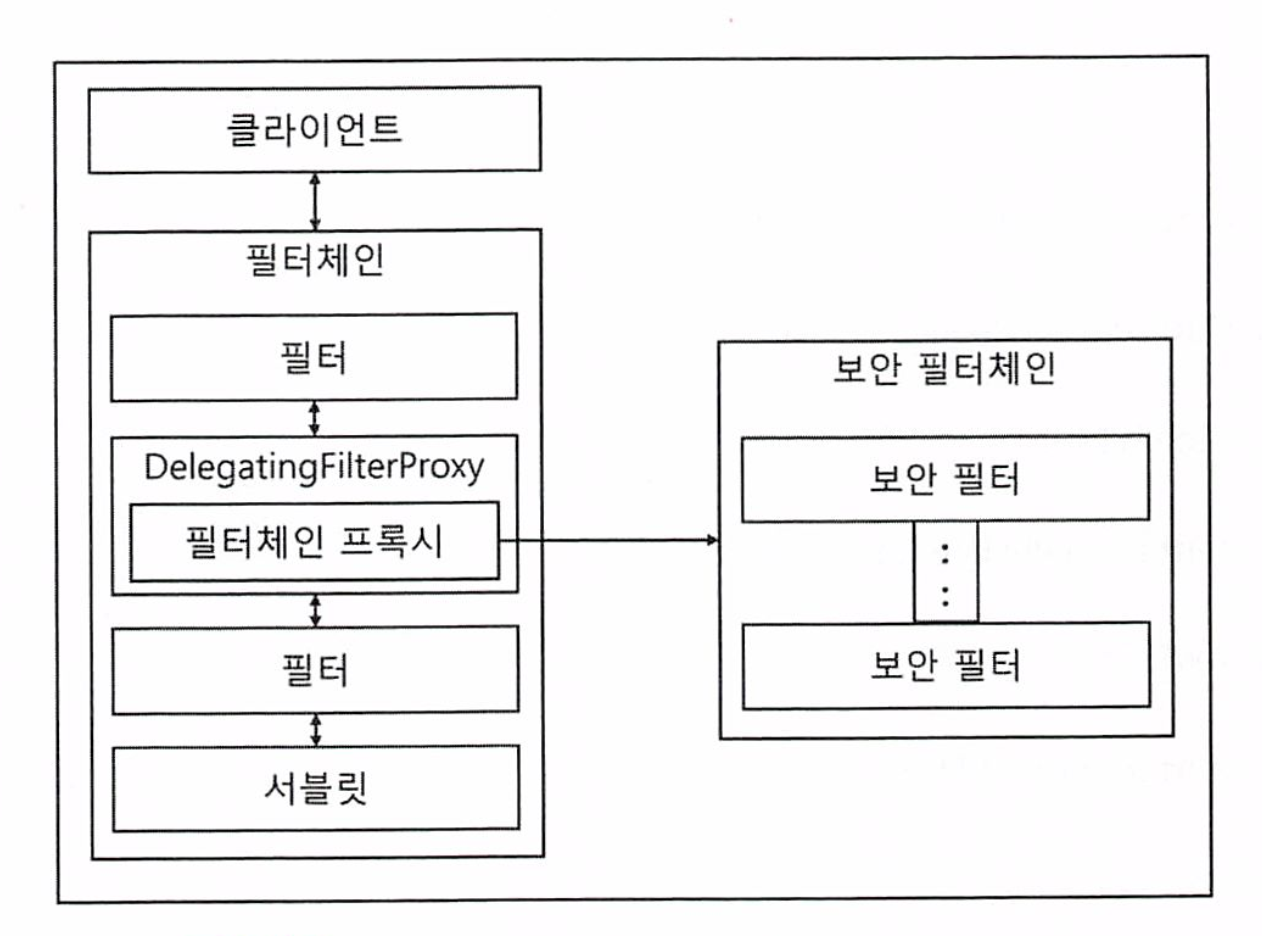 클라이언트
필터체인
필터
DelegatingFilterProxy
필터체인 프록시
필터
서블릿
보안 필터체인
보안 필터
:
:
보안 필터